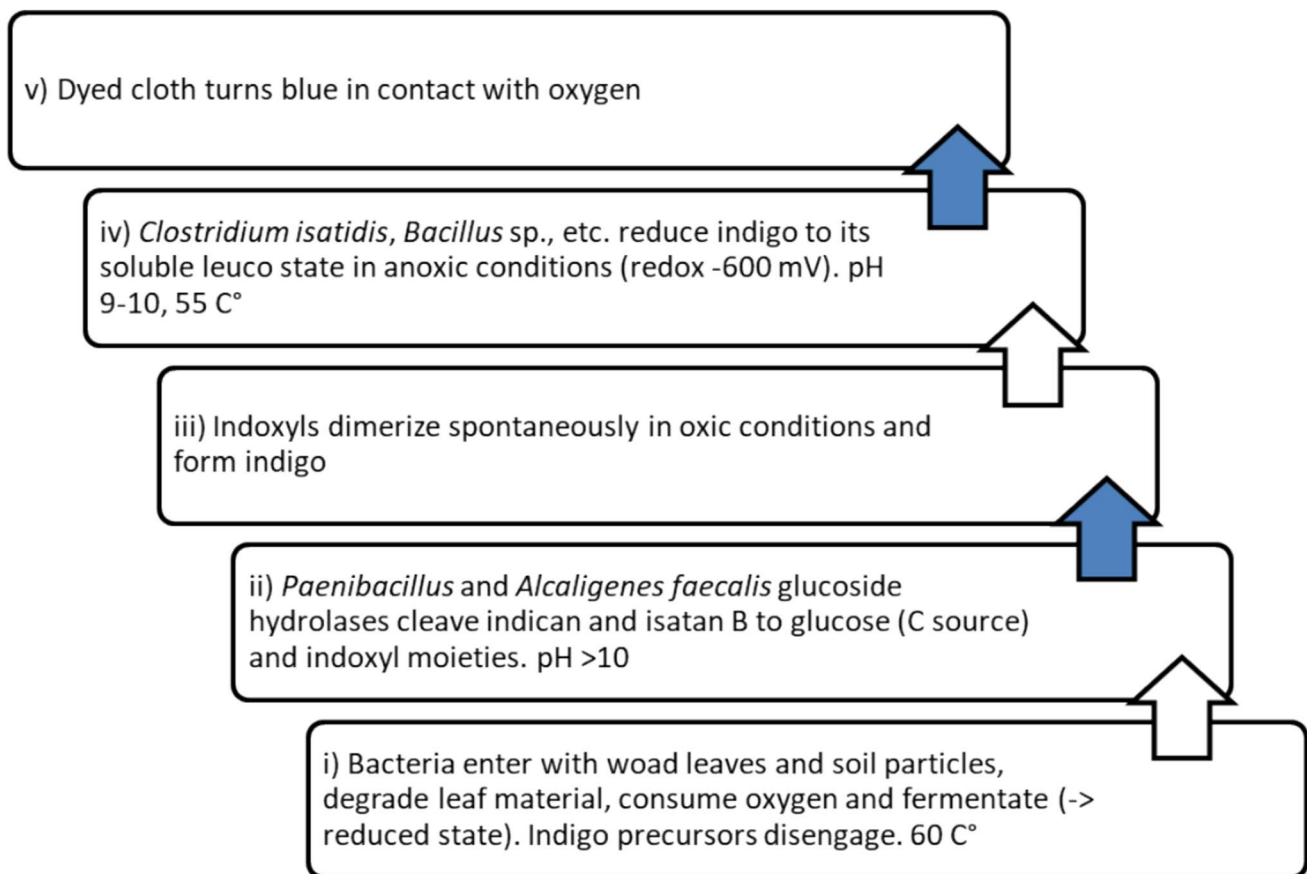 v) Dyed cloth turns blue in contact with oxygen
iv) Clostridium isatidis, Bacillus sp., etc. reduce indigo to its
soluble leuco state in anoxic conditions (redox -600 mV). pH
9-10, 55 C°
iii) Indoxyls dimerize spontaneously in oxic conditions and
form indigo
ii) Paenibacillus and Alcaligenes faecalis glucoside
hydrolases cleave indican and isatan B to glucose (C source)
and indoxyl moieties. pH >10
i) Bacteria enter with woad leaves and soil particles,
degrade leaf material, consume oxygen and fermentate (->
reduced state). Indigo precursors disengage. 60 C°